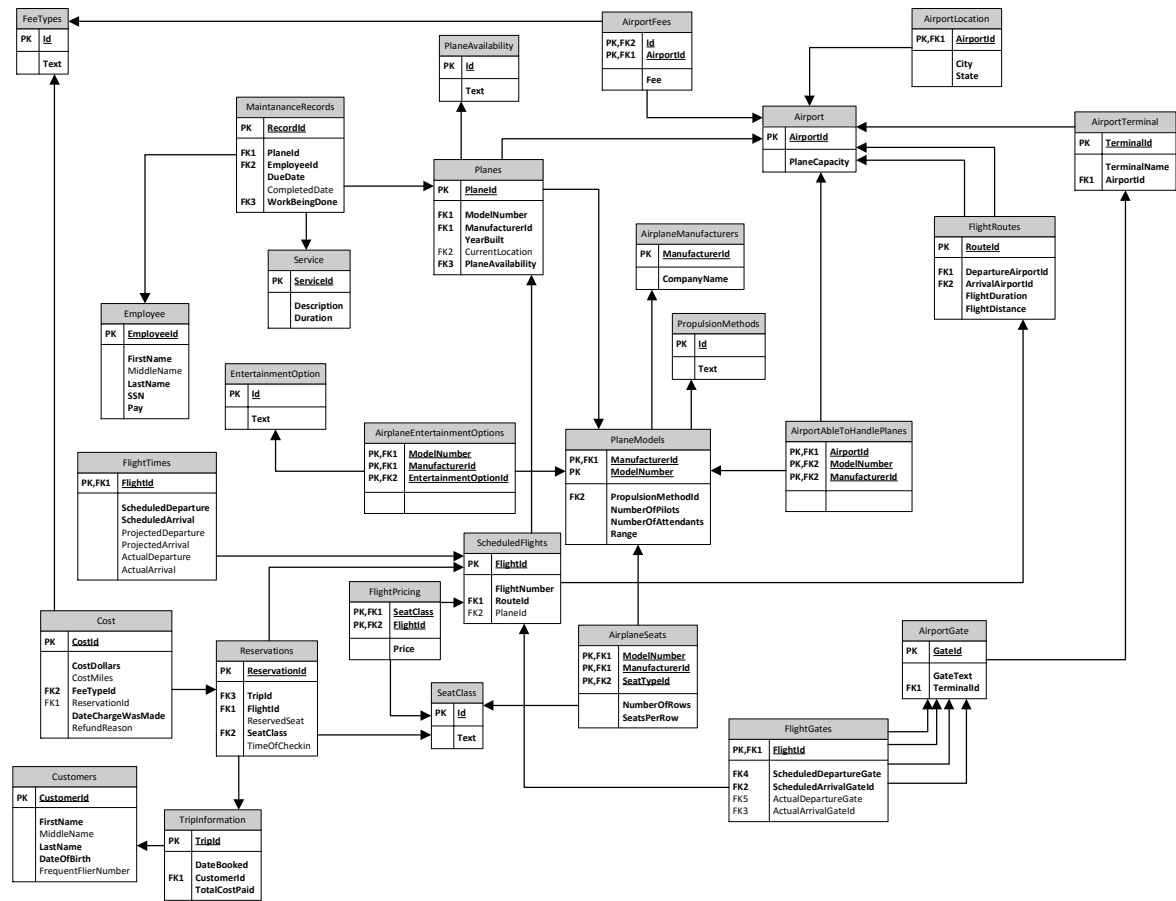 FeeTypes
PK Id
Text
AirportFees
PK,FK2 Id
PK,FK1 AirportId
Fee
AirportLocation
PK,FK1 AirportId
City
State
PlaneAvailability
PK Id
Text
MaintananceRecords
PK RecordId
FK1 PlaneId
FK2 EmployeeId
DueDate
CompletedDate
FK3 WorkBeingDone
Airport
PK AirportId
PlaneCapacity
AirportTerminal
PK TerminalId
TerminalName
FK1 AirportId
Planes
PK PlaneId
FK1 ModelNumber
FK1 ManufacturerId
YearBuilt
FK2 CurrentLocation
FK3 PlaneAvailability
AirplaneManufacturers
PK ManufacturerId
CompanyName
FlightRoutes
PK RouteId
FK1 DepartureAirportId
FK2 ArrivalAirportId
FlightDuration
FlightDistance
Service
PK ServiceId
Description
Duration
Employee
PK EmployeeId
FirstName
MiddleName
LastName
SSN
Pay
PropulsionMethods
PK Id
Text
EntertainmentOption
PK Id
Text
AirplaneEntertainmentOptions
PK,FK1 ModelNumber
PK,FK1 ManufacturerId
PK,FK2 EntertainmentOptionId
PlaneModels
PK,FK1 ManufacturerId
PK ModelNumber
FK2 PropulsionMethodId
NumberOfPilots
NumberOfAttendants
Range
AirportAbleToHandlePlanes
PK,FK1 AirportId
PK,FK2 ModelNumber
PK,FK2 ManufacturerId
FlightTimes
PK,FK1 FlightId
ScheduledDeparture
ScheduledArrival
ProjectedDeparture
ProjectedArrival
ActualDeparture
ActualArrival
ScheduledFlights
PK FlightId
FlightNumber
FK1 RouteId
FK2 PlaneId
FlightPricing
PK,FK1 SeatClass
PK,FK2 FlightId
Price
Cost
PK CostId
CostDollars
CostMiles
FK2 FeeTypeId
FK1 ReservationId
DateChargeWasMade
RefundReason
Reservations
PK ReservationId
FK3 TripId
FK1 FlightId
ReservedSeat
FK2 SeatClass
TimeOfCheckin
AirplaneSeats
PK,FK1 ModelNumber
PK,FK1 ManufacturerId
PK,FK2 SeatTypeId
NumberOfRows
SeatsPerRow
AirportGate
PK GateId
GateText
FK1 TerminalId
SeatClass
PK Id
Text
FlightGates
PK,FK1 FlightId
FK4 ScheduledDepartureGate
FK2 ScheduledArrivalGateId
FK5 ActualDepartureGate
FK3 ActualArrivalGateId
Customers
PK CustomerId
FirstName
MiddleName
LastName
DateOfBirth
FrequentFlierNumber
TripInformation
PK TripId
DateBooked
FK1 CustomerId
TotalCostPaid